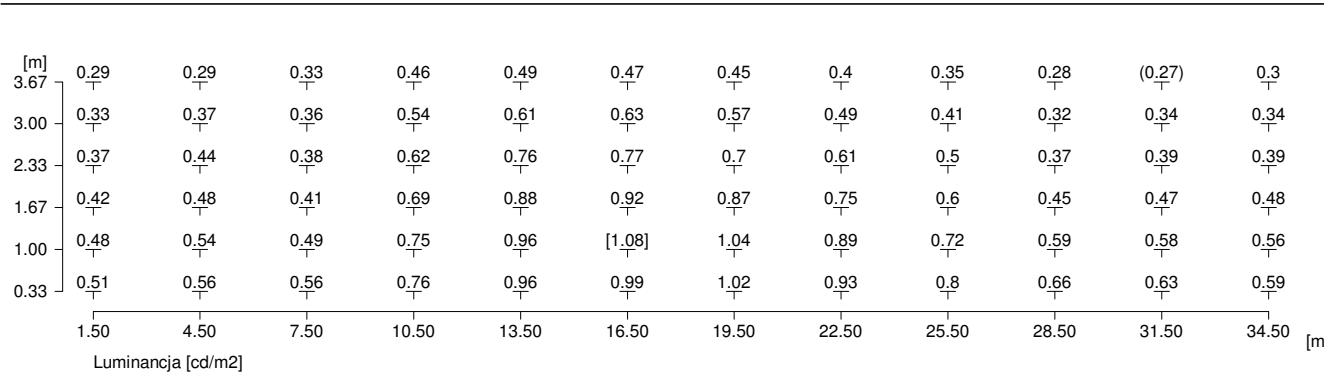 [m]
3.67 0.29 0.29 0.33 0.46 0.49 0.47 0.45 0.4 0.35 0.28 (0.27) 0.3
3.00 0.33 0.37 0.36 0.54 0.61 0.63 0.57 0.49 0.41 0.32 0.34 0.34
2.33 0.37 0.44 0.38 0.62 0.76 0.77 0.7 0.61 0.5 0.37 0.39 0.39
1.67 0.42 0.48 0.41 0.69 0.88 0.92 0.87 0.75 0.6 0.45 0.47 0.48
1.00 0.48 0.54 0.49 0.75 0.96 [1.08] 1.04 0.89 0.72 0.59 0.58 0.56
0.33 0.51 0.56 0.56 0.76 0.96 0.99 1.02 0.93 0.8 0.66 0.63 0.59
1.50 4.50 7.50 10.50 13.50 16.50 19.50 22.50 25.50 28.50 31.50 34.50 [m
Luminancja [cd/m2]